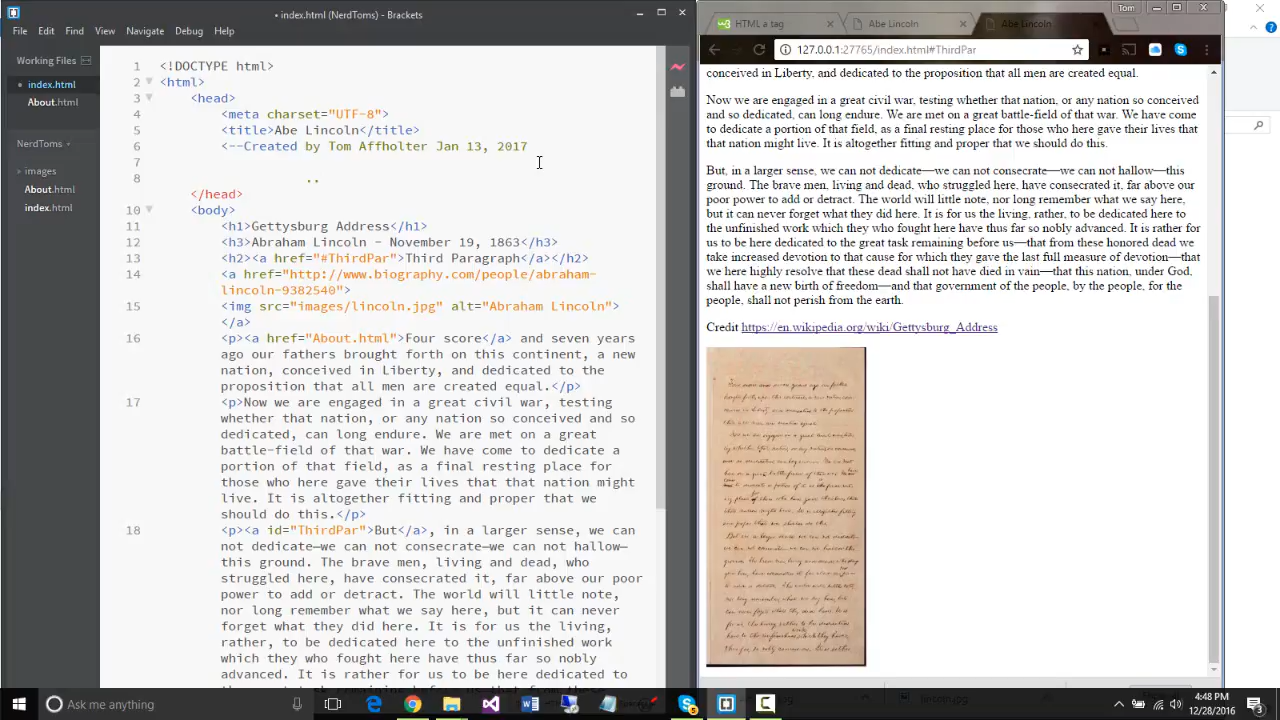 • index.html (NerdToms) - Brackets
File Edit Find View Navigate Debug Help
Working Files
• index.html
About.html
NerdToms
images
About.html
index.html
1 <!DOCTYPE html>
2 <html>
3 <head>
4 <meta charset="UTF-8">
5 <title>Abe Lincoln</title>
6 <--Created by Tom Affholter Jan 13, 2017
7
8 ..
</head>
10 <body>
11 <h1>Gettysburg Address</h1>
12 <h3>Abraham Lincoln - November 19, 1863</h3>
13 <h2><a href="#ThirdPar">Third Paragraph</a></h2>
14 <a href="http://www.biography.com/people/abraham-
lincoln-9382540">
15 <img src="images/lincoln.jpg" alt="Abraham Lincoln">
</a>
16 <p><a href="About.html">Four score</a> and seven years
ago our fathers brought forth on this continent, a new
nation, conceived in Liberty, and dedicated to the
proposition that all men are created equal.</p>
17 <p>Now we are engaged in a great civil war, testing
whether that nation, or any nation so conceived and so
dedicated, can long endure. We are met on a great
battle-field of that war. We have come to dedicate a
portion of that field, as a final resting place for
those who here gave their lives that that nation might
live. It is altogether fitting and proper that we
should do this.</p>
18 <p><a id="ThirdPar">But</a>, in a larger sense, we can
not dedicate—we can not consecrate—we can not hallow—
this ground. The brave men, living and dead, who
struggled here, have consecrated it, far above our poor
power to add or detract. The world will little note,
nor long remember what we say here, but it can never
forget what they did here. It is for us the living,
rather, to be dedicated here to the unfinished work
which they who fought here have thus far so nobly
advanced. It is rather for us to be here dedicated to
Tom
HTML a tag
Abe Lincoln
Abe Lincoln
127.0.0.1:27765/index.html#ThirdPar
conceived in Liberty, and dedicated to the proposition that all men are created equal.
Now we are engaged in a great civil war, testing whether that nation, or any nation so conceived
and so dedicated, can long endure. We are met on a great battle-field of that war. We have come
to dedicate a portion of that field, as a final resting place for those who here gave their lives that
that nation might live. It is altogether fitting and proper that we should do this.
But, in a larger sense, we can not dedicate—we can not consecrate—we can not hallow—this
ground. The brave men, living and dead, who struggled here, have consecrated it, far above our
poor power to add or detract. The world will little note, nor long remember what we say here,
but it can never forget what they did here. It is for us the living, rather, to be dedicated here to
the unfinished work which they who fought here have thus far so nobly advanced. It is rather for
us to be here dedicated to the great task remaining before us—that from these honored dead we
take increased devotion to that cause for which they gave the last full measure of devotion—that
we here highly resolve that these dead shall not have died in vain—that this nation, under God,
shall have a new birth of freedom—and that government of the people, by the people, for the
people, shall not perish from the earth.
Credit https://en.wikipedia.org/wiki/Gettysburg_Address
Ask me anything
4:48 PM
12/28/2016